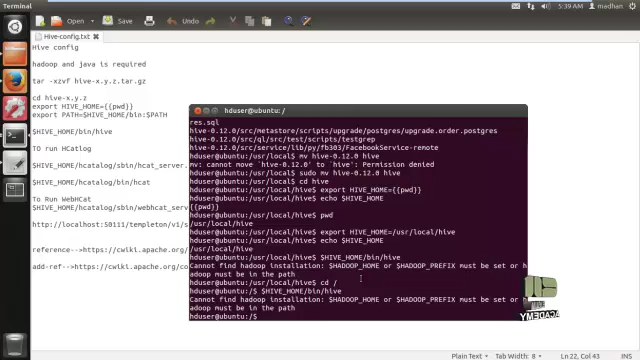 Terminal
5:39 AM
madhan
Open
Save
Undo
Hive-config.txt
Hive config
hadoop and java is required
tar -xzvf hive-x.y.z.tar.gz
cd hive-x.y.z
export HIVE_HOME={{pwd}}
export PATH=$HIVE_HOME/bin:$PATH
$HIVE_HOME/bin/hive
TO run HCatlog
$HIVE_HOME/hcatalog/sbin/hcat_server.
$HIVE_HOME/hcatalog/bin/hcat
To Run WebHCat
$HIVE_HOME/hcatalog/sbin/webhcat_se
http://localhost:50111/templeton/v1/s
reference-->https://cwiki.apache.or
add-ref-->https://cwiki.apache.org/co
hduser@ubuntu: /
res.sql
hive-0.12.0/src/metastore/scripts/upgrade/postgres/upgrade.order.postgres
hive-0.12.0/src/ql/src/test/scripts/testgrep
hive-0.12.0/src/service/lib/py/fb303/FacebookService-remote
hduser@ubuntu:/usr/local$ mv hive-0.12.0 hive
mv: cannot move `hive-0.12.0' to `hive': Permission denied
hduser@ubuntu:/usr/local$ sudo mv hive-0.12.0 hive
hduser@ubuntu:/usr/local$ cd hive
hduser@ubuntu:/usr/local/hive$ export HIVE_HOME={{pwd}}
hduser@ubuntu:/usr/local/hive$ echo $HIVE_HOME
{{pwd}}
hduser@ubuntu:/usr/local/hive$ pwd
/usr/local/hive
hduser@ubuntu:/usr/local/hive$ export HIVE_HOME=/usr/local/hive
hduser@ubuntu:/usr/local/hive$ echo $HIVE_HOME
/usr/local/hive
hduser@ubuntu:/usr/local/hive$ $HIVE_HOME/bin/hive
Cannot find hadoop installation: $HADOOP_HOME or $HADOOP_PREFIX must be set or h
adoop must be in the path
hduser@ubuntu:/usr/local/hive$ cd /
hduser@ubuntu:/$ $HIVE_HOME/bin/hive
Cannot find hadoop installation: $HADOOP_HOME or $HADOOP_PREFIX must be set or h
adoop must be in the path
hduser@ubuntu:/$
Plain Text
Tab Width: 8
Ln 22, Col 43
INS